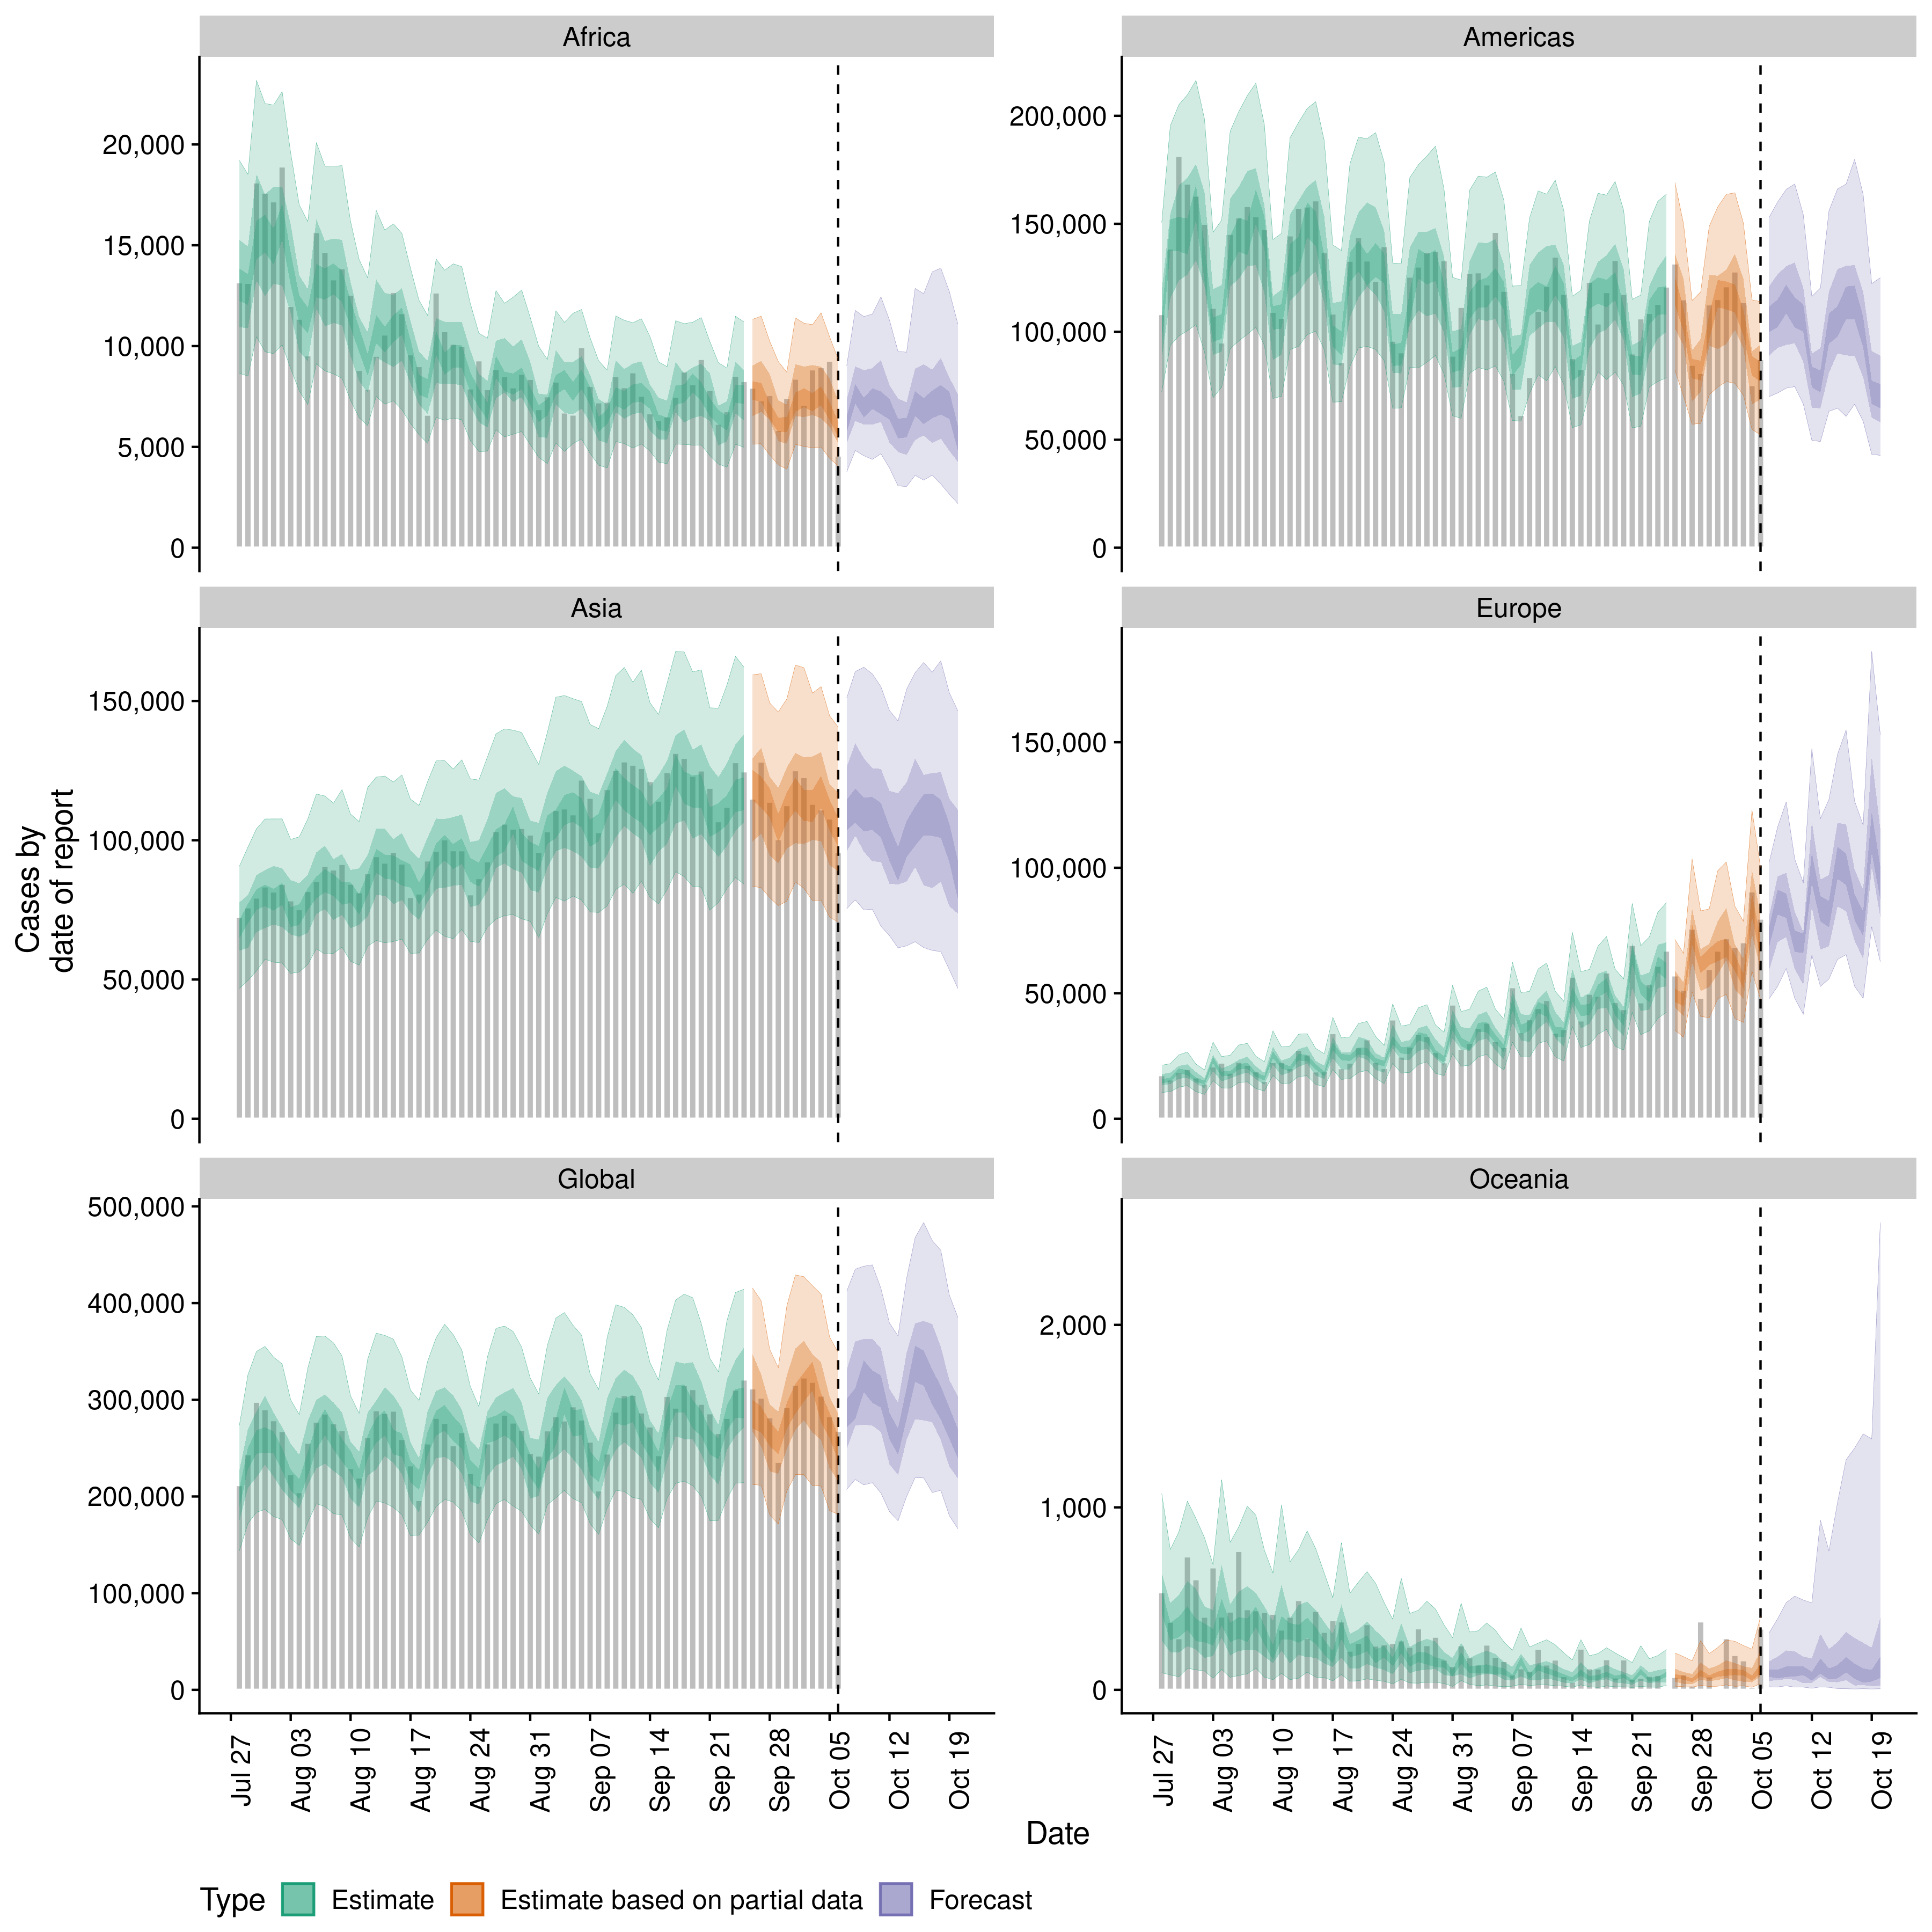 Africa
Americas
20,000
15,000
10,000
5,000
0
200,000
150,000
100,000
50,000
0
Asia
Europe
150,000
100,000
50,000
0
150,000
100,000
50,000
0
Global
Oceania
500,000
400,000
300,000
200,000
100,000
0
2,000
1,000
0
Cases by
date of report
Jul 27
Aug 03
Aug 10
Aug 17
Aug 24
Aug 31
Sep 07
Sep 14
Sep 21
Sep 28
Oct 05
Oct 12
Oct 19
Jul 27
Aug 03
Aug 10
Aug 17
Aug 24
Aug 31
Sep 07
Sep 14
Sep 21
Sep 28
Oct 05
Oct 12
Oct 19
Date
Type Estimate Estimate based on partial data Forecast